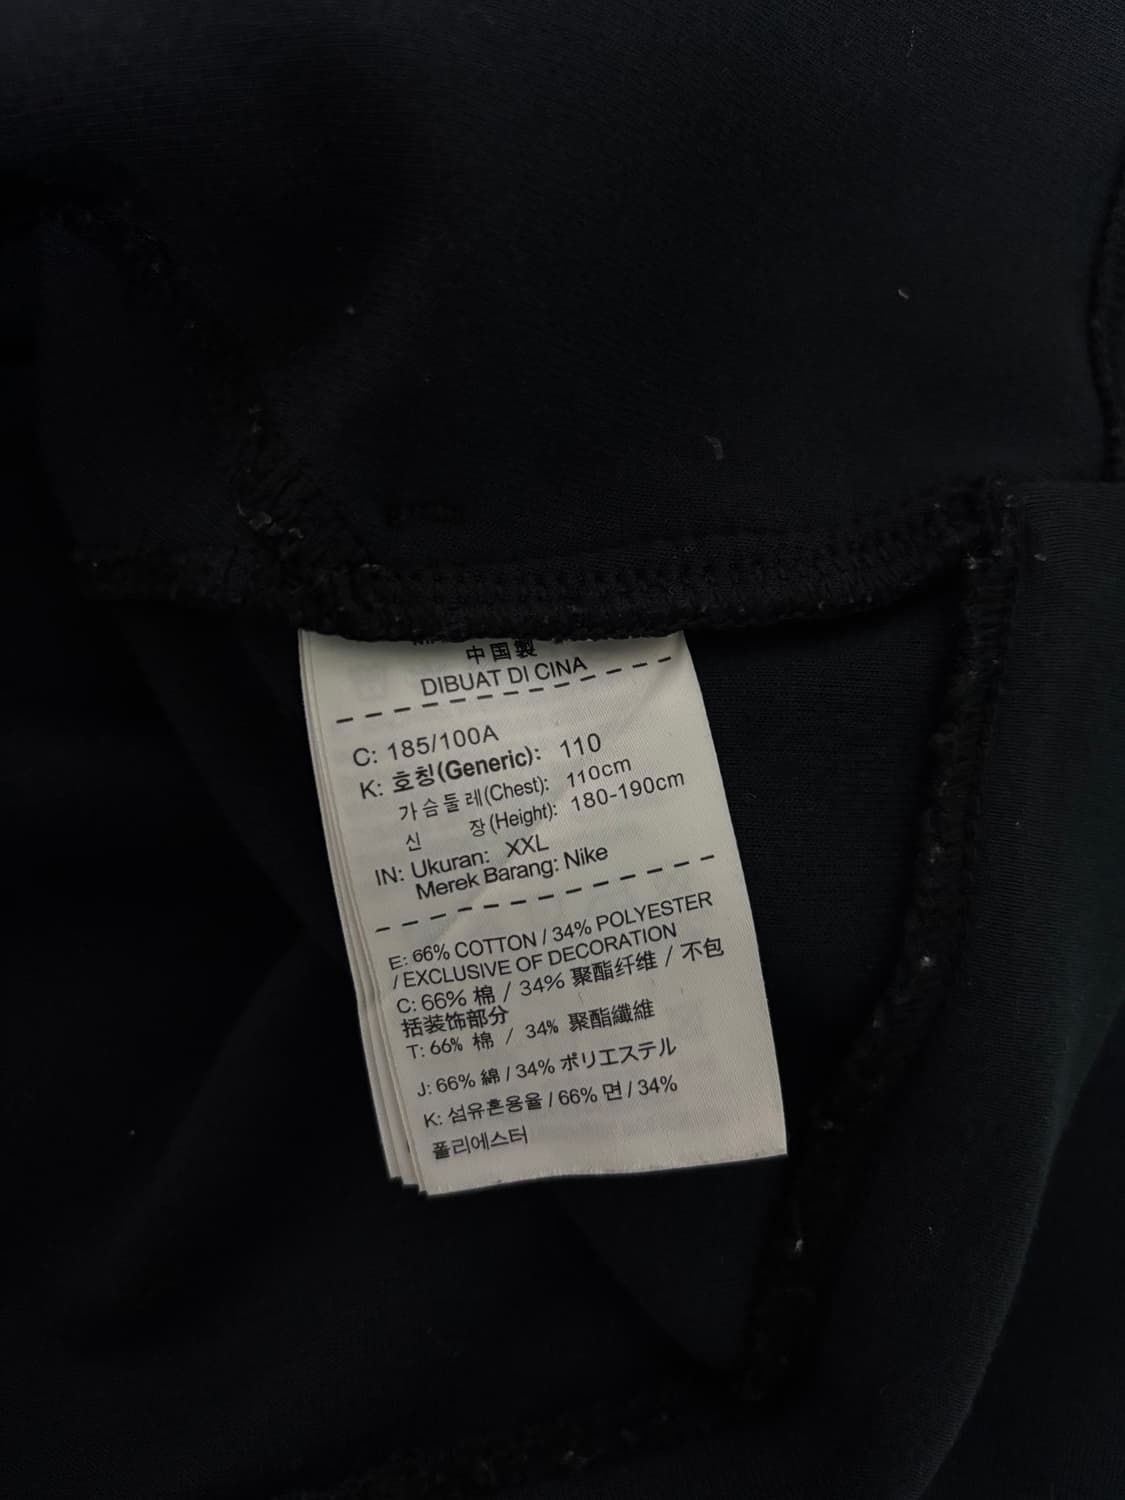 中国製
DIBUAT DI CINA
C: 185/100A
K: 호칭(Generic): 110
가슴둘레(Chest): 110cm
신 장(Height): 180-190cm
IN: Ukuran: XXL
Merek Barang: Nike
E: 66% COTTON / 34% POLYESTER
/ EXCLUSIVE OF DECORATION
C: 66% 棉 / 34% 聚酯纤维 / 不包
括装饰部分
T: 66% 棉 / 34% 聚酯纖維
J: 66% 綿 / 34% ポリエステル
K: 섬유혼용율 / 66% 면 / 34%
폴리에스터